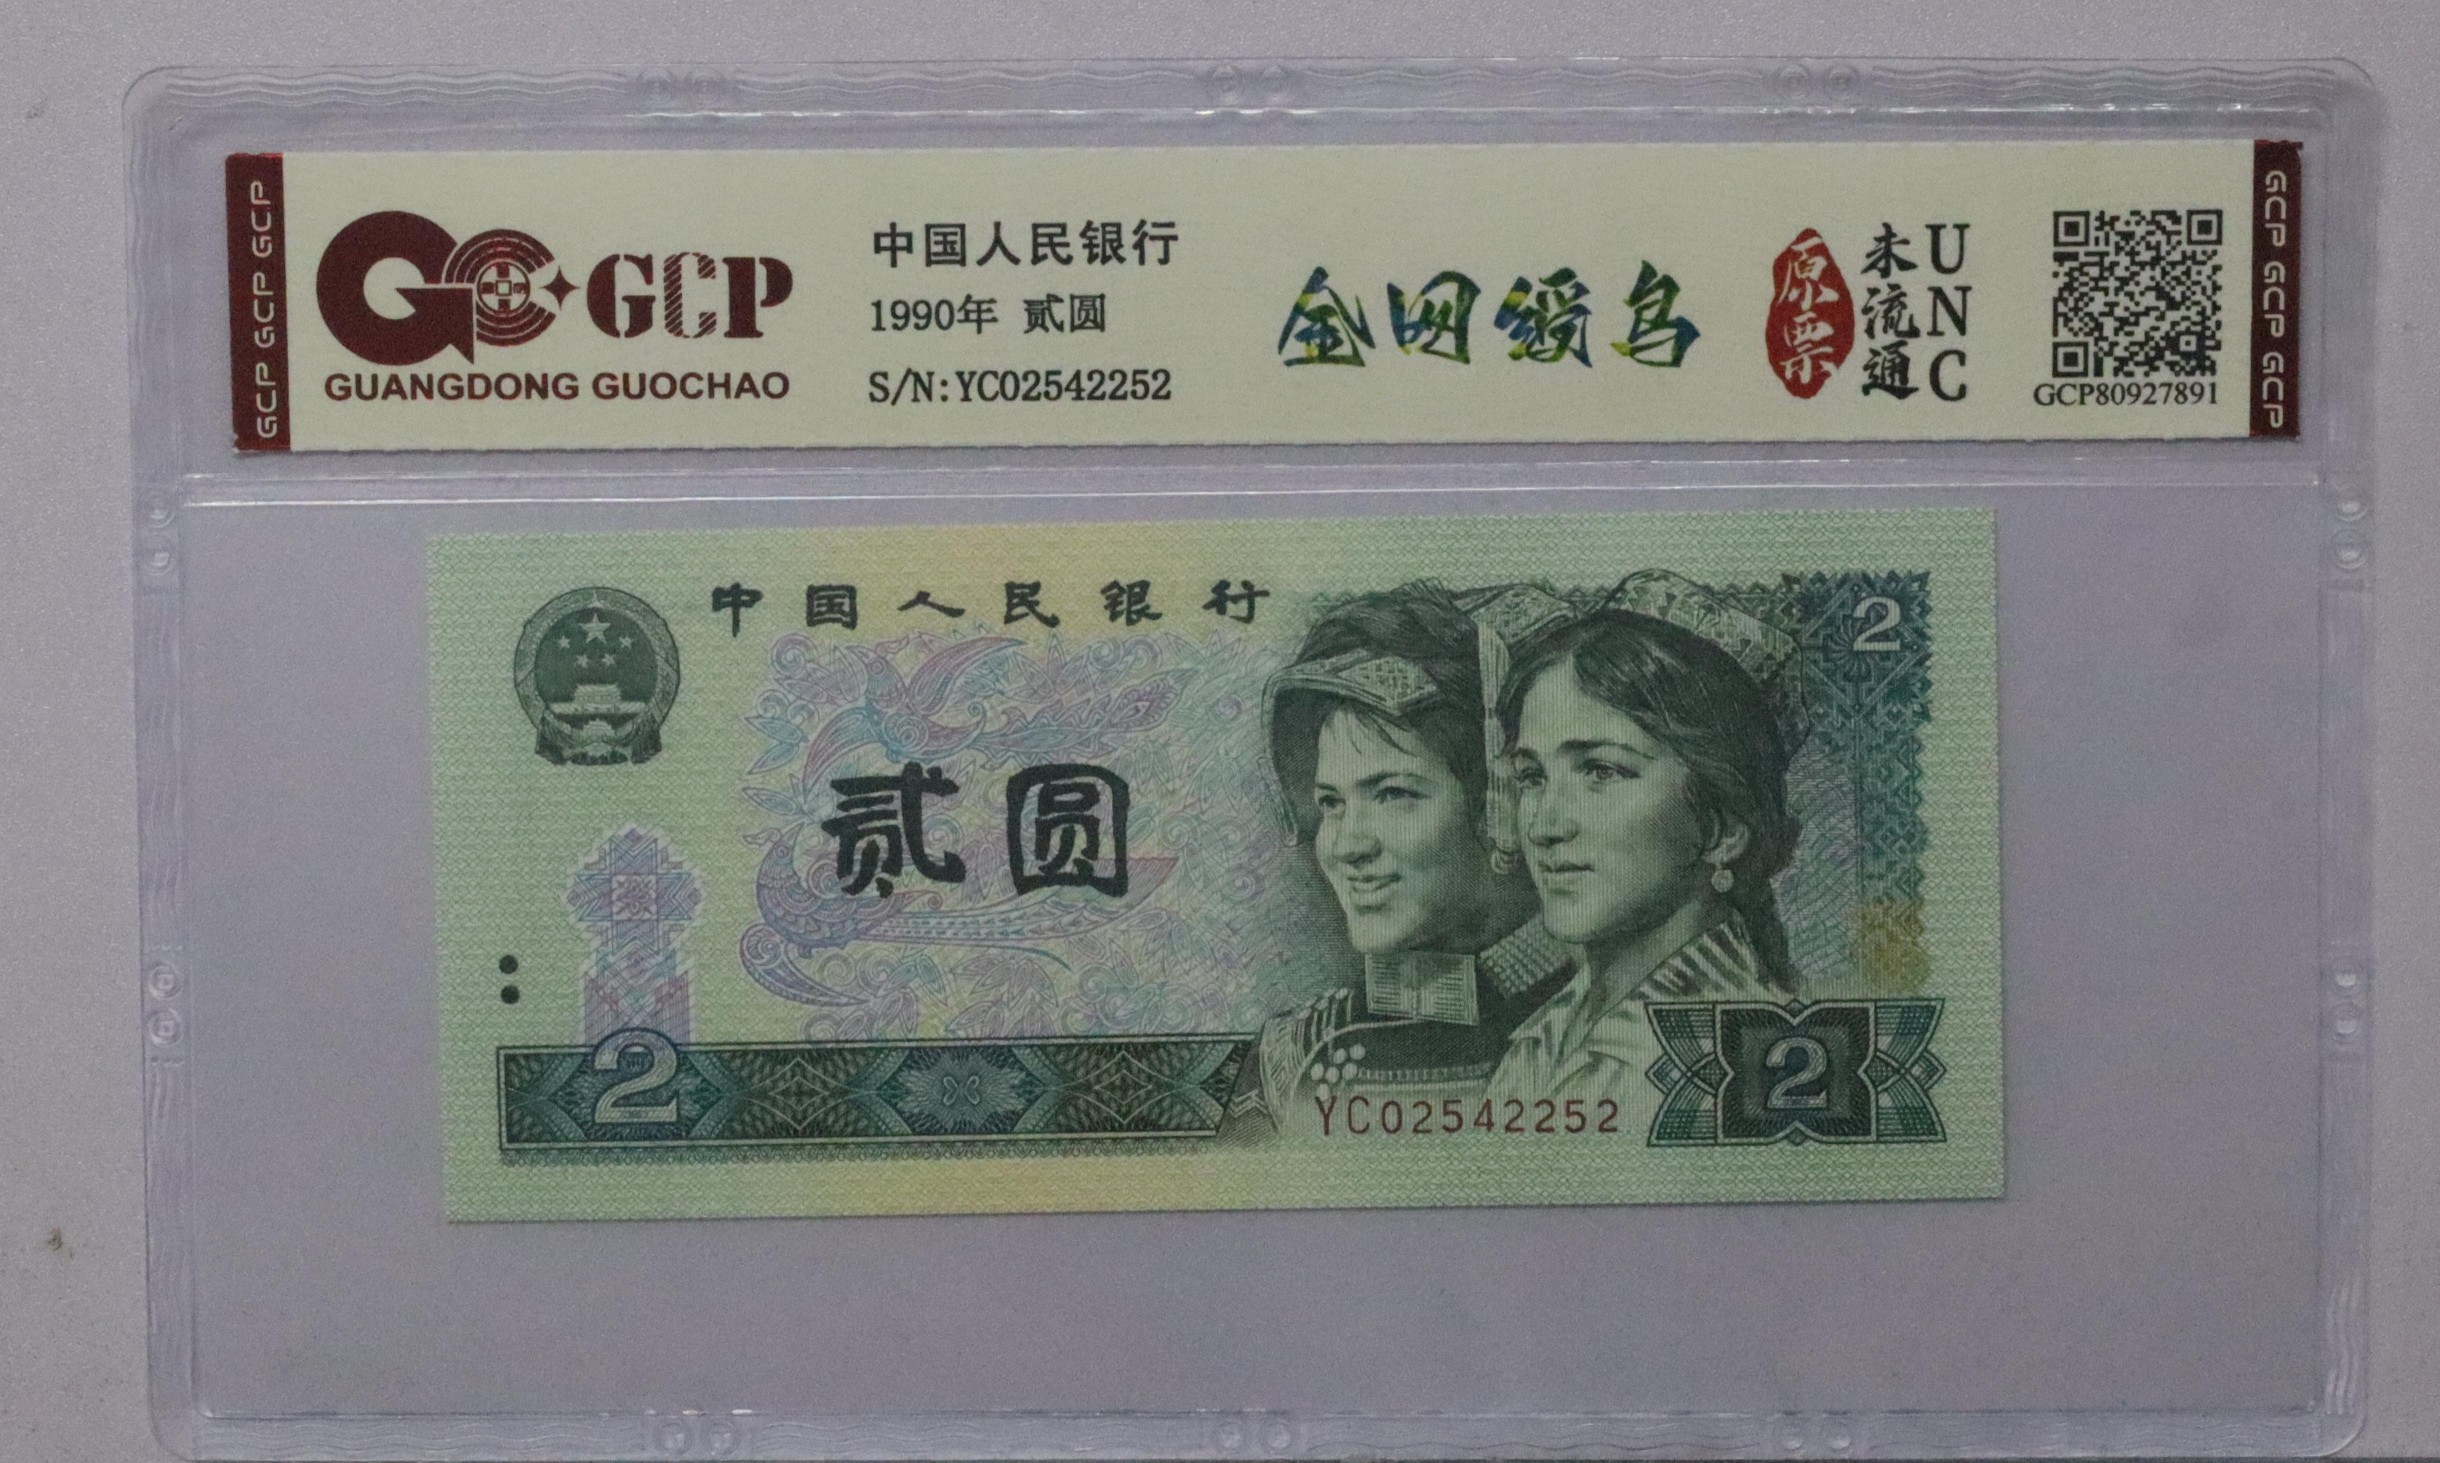 GCP GCP GCP GCP
GCP
GUANGDONG GUOCHAO
中国人民银行
1990年 贰圆
S/N:YC02542252
金网绶鸟
原票
未流通
UNC
GCP80927891
GCP GCP GCP
中国人民银行
2
贰圆
2
YC02542252
2